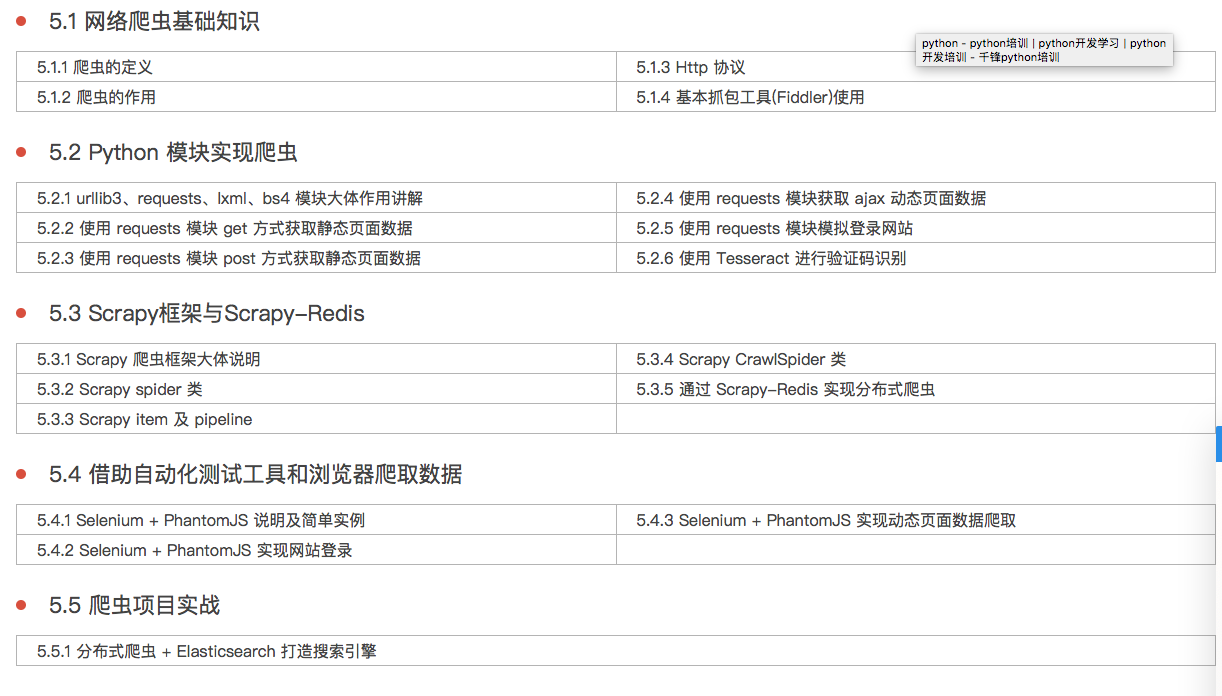 5.1 网络爬虫基础知识
python - python培训 | python开发学习 | python
开发培训 - 千锋python培训
5.1.1 爬虫的定义
5.1.3 Http 协议
5.1.2 爬虫的作用
5.1.4 基本抓包工具(Fiddler)使用
5.2 Python 模块实现爬虫
5.2.1 urllib3、requests、lxml、bs4 模块大体作用讲解
5.2.4 使用 requests 模块获取 ajax 动态页面数据
5.2.2 使用 requests 模块 get 方式获取静态页面数据
5.2.5 使用 requests 模块模拟登录网站
5.2.3 使用 requests 模块 post 方式获取静态页面数据
5.2.6 使用 Tesseract 进行验证码识别
5.3 Scrapy框架与Scrapy-Redis
5.3.1 Scrapy 爬虫框架大体说明
5.3.4 Scrapy CrawlSpider 类
5.3.2 Scrapy spider 类
5.3.5 通过 Scrapy-Redis 实现分布式爬虫
5.3.3 Scrapy item 及 pipeline
5.4 借助自动化测试工具和浏览器爬取数据
5.4.1 Selenium + PhantomJS 说明及简单实例
5.4.3 Selenium + PhantomJS 实现动态页面数据爬取
5.4.2 Selenium + PhantomJS 实现网站登录
5.5 爬虫项目实战
5.5.1 分布式爬虫 + Elasticsearch 打造搜索引擎